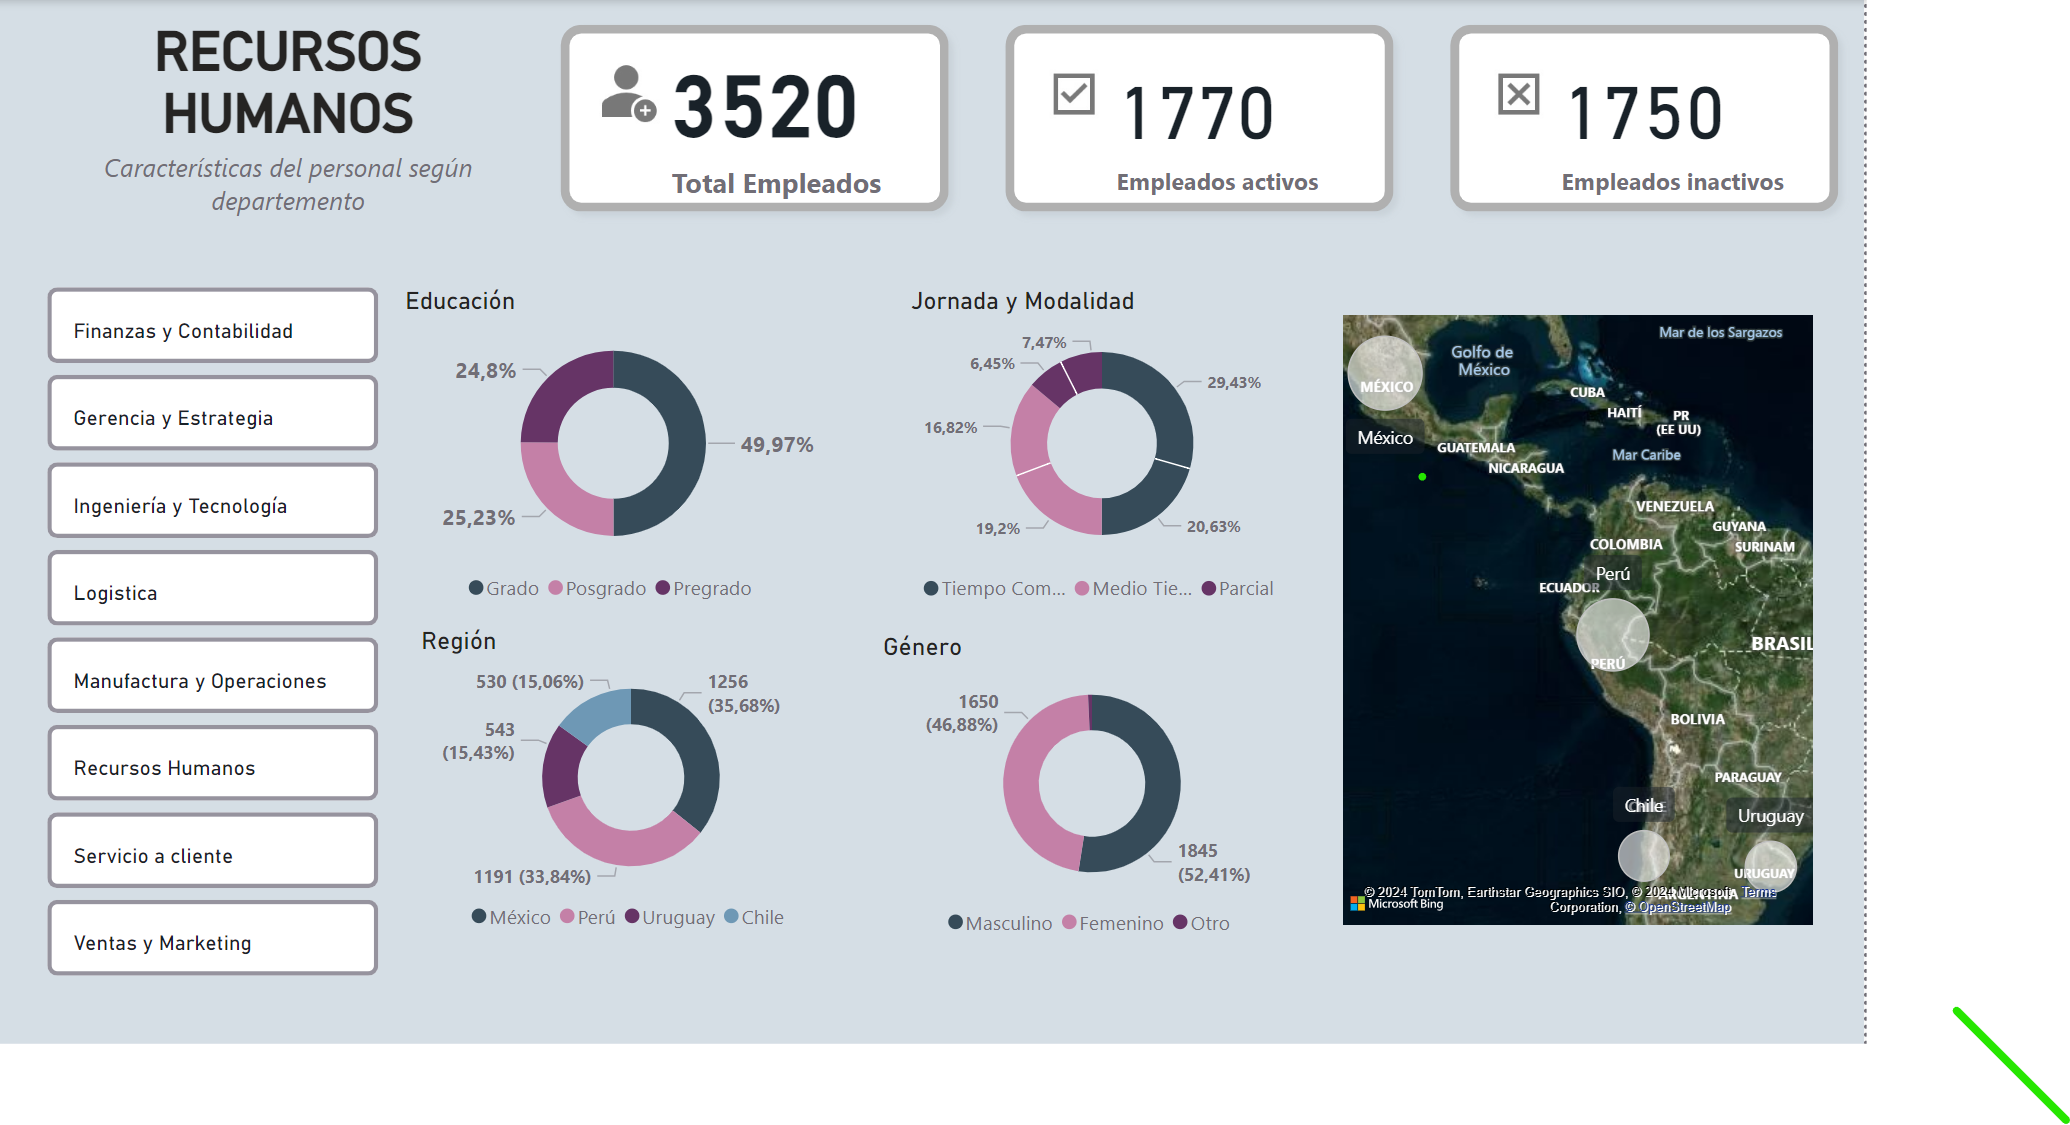 RECURSOS
HUMANOS
Características del personal según
departemento
3520
Total Empleados
1770
Empleados activos
1750
Empleados inactivos
Finanzas y Contabilidad
Gerencia y Estrategia
Ingeniería y Tecnología
Logistica
Manufactura y Operaciones
Recursos Humanos
Servicio a cliente
Ventas y Marketing
Educación
24,8%
49,97%
25,23%
Grado Posgrado Pregrado
Jornada y Modalidad
7,47%
6,45%
29,43%
16,82%
19,2%
20,63%
Tiempo Com... Medio Tie... Parcial
Región
530 (15,06%)
1256
(35,68%)
543
(15,43%)
1191 (33,84%)
México Perú Uruguay Chile
Género
1650
(46,88%)
1845
(52,41%)
Masculino Femenino Otro
Mar de los Sargazos
Golfo de
México
MÉXICO
CUBA
HAITÍ
PR
(EE UU)
México
GUATEMALA
Mar Caribe
NICARAGUA
VENEZUELA
GUYANA
COLOMBIA
SURINAM
Perú
ECUADOR
BRASIL
PERÚ
BOLIVIA
PARAGUAY
Chile
Uruguay
URUGUAY
© 2024 TomTom, Earthstar Geographics SIO, © 2024 Microsoft Terms
ARGENTINA
Microsoft Bing
Corporation, © OpenStreetMap